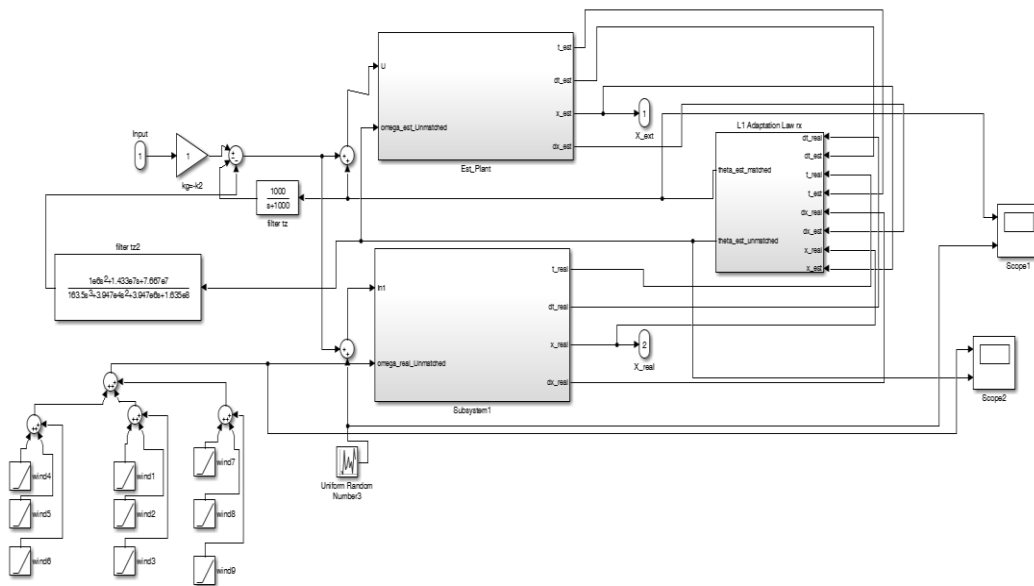 t_est
U
dt_est
x_est
omega_est_Unmatched
dx_est
Est_Plant
1
X_ext
Input
1
1
kg=-k2
1000
s+1000
filter tz
L1 Adaptation Law rx
dt_real
dt_est
theta_est_matched
t_real
t_est
dx_real
dx_est
theta_est_unmatched
x_real
x_est
Scope1
filter tz2
1e6s²+1.433e7s+7.667e7
163.5s³+3.947e4s²+3.947e6s+1.635e8
t_real
In1
dt_real
x_real
omega_real_Unmatched
dx_real
Subsystem1
2
X_real
Scope2
wind4
wind1
wind7
wind5
wind2
wind8
wind6
wind3
wind9
Uniform Random
Number3